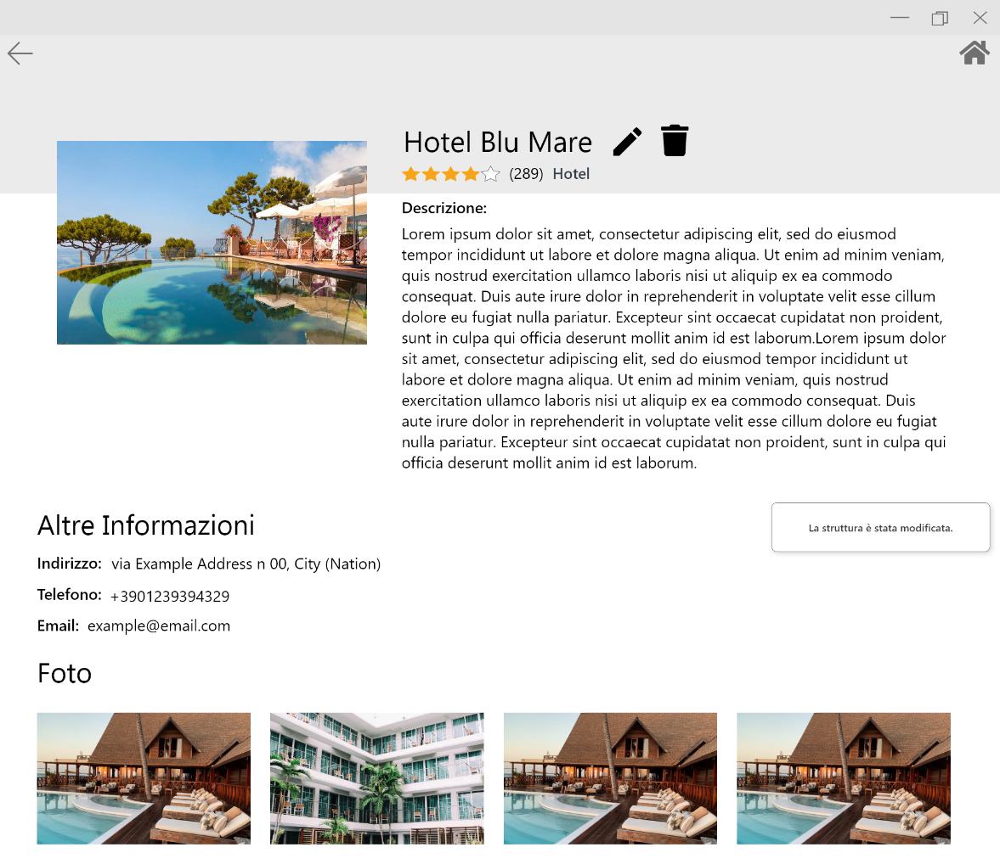 Hotel Blu Mare
(289) Hotel
Descrizione:
Lorem ipsum dolor sit amet, consectetur adipiscing elit, sed do eiusmod
tempor incididunt ut labore et dolore magna aliqua. Ut enim ad minim veniam,
quis nostrud exercitation ullamco laboris nisi ut aliquip ex ea commodo
consequat. Duis aute irure dolor in reprehenderit in voluptate velit esse cillum
dolore eu fugiat nulla pariatur. Excepteur sint occaecat cupidatat non proident,
sunt in culpa qui officia deserunt mollit anim id est laborum.Lorem ipsum dolor
sit amet, consectetur adipiscing elit, sed do eiusmod tempor incididunt ut
labore et dolore magna aliqua. Ut enim ad minim veniam, quis nostrud
exercitation ullamco laboris nisi ut aliquip ex ea commodo consequat. Duis
aute irure dolor in reprehenderit in voluptate velit esse cillum dolore eu fugiat
nulla pariatur. Excepteur sint occaecat cupidatat non proident, sunt in culpa qui
officia deserunt mollit anim id est laborum.
Altre Informazioni
La struttura è stata modificata.
Indirizzo: via Example Address n 00, City (Nation)
Telefono: +3901239394329
Email: example@email.com
Foto